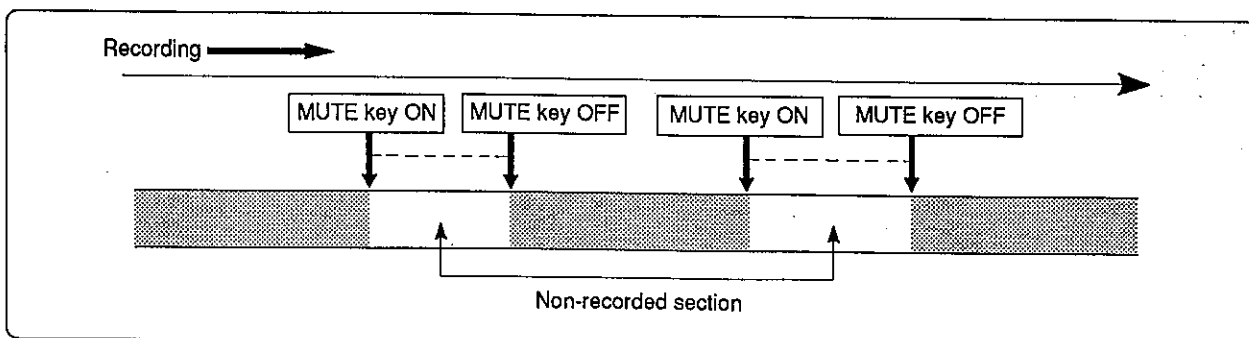 Recording
MUTE key ON
MUTE key OFF
MUTE key ON
MUTE key OFF
Non-recorded section